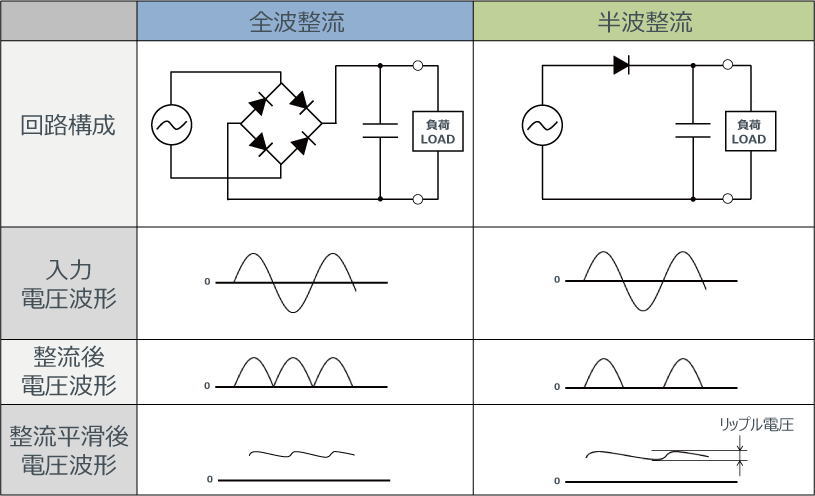 全波整流
半波整流
回路構成
負荷
LOAD
負荷
LOAD
入力
電圧波形
0
0
整流後
電圧波形
0
0
整流平滑後
電圧波形
0
リップル電圧
0